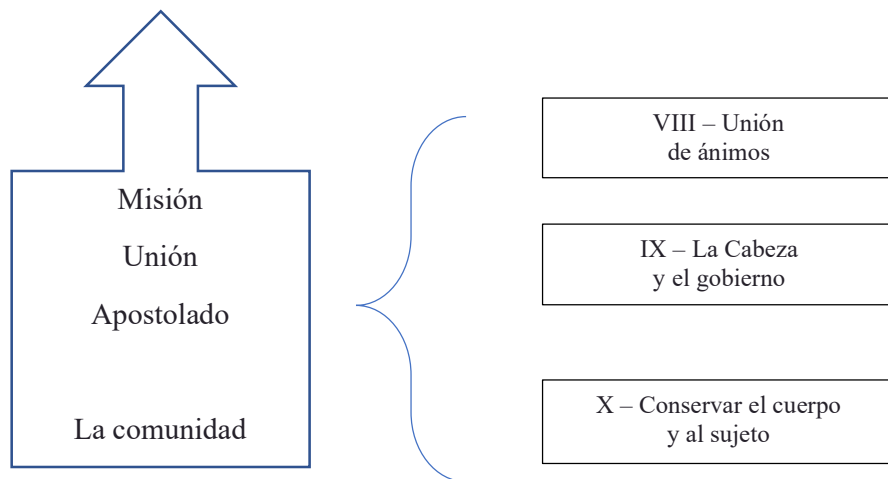 Misión
Unión
Apostolado
La comunidad
VIII – Unión
de ánimos
IX – La Cabeza
y el gobierno
X – Conservar el cuerpo
y al sujeto